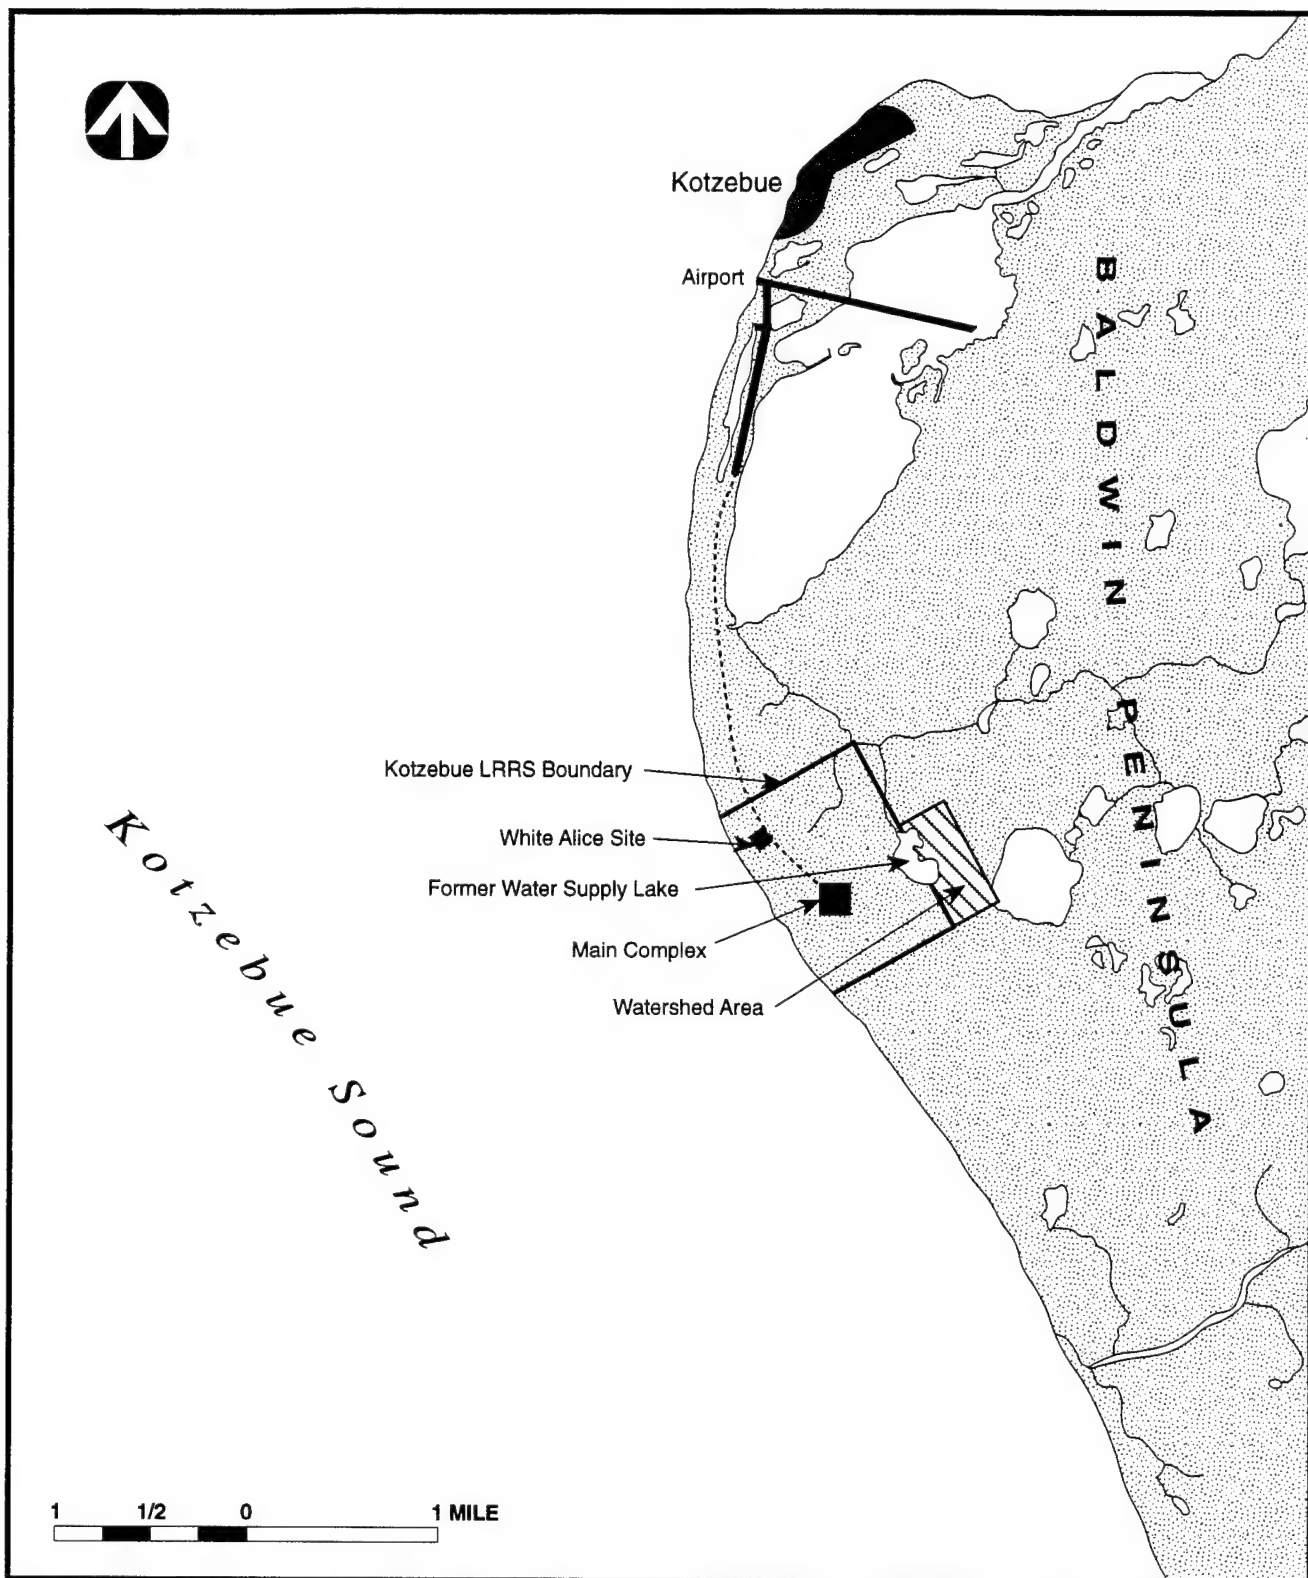 Kotzebue
Airport
BALDWIN
PENINSULA
Kotzebue LRRS Boundary
White Alice Site
Former Water Supply Lake
Main Complex
Watershed Area
Kotzebue Sound
1 1/2 0 1 MILE